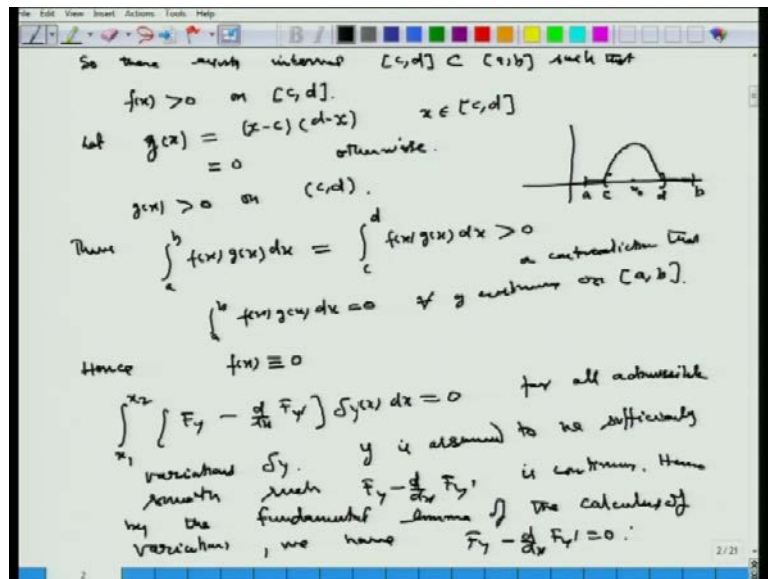 File Edit View Insert Actions Tools Help
So there exists interval [c,d] ⊂ [a,b] such that
f(x) > 0 on [c,d].
Let g(x) = (x-c)(d-x) x ∈ [c,d]
= 0 otherwise.
g(x) > 0 on (c,d).
a c x₀ d b
Thus ∫_a^b f(x) g(x) dx = ∫_c^d f(x) g(x) dx > 0
a contradiction that
∫_a^b f(x) g(x) dx = 0 ∀ g continuous on [a,b].
Hence f(x) ≡ 0
∫_{x₁}^{x₂} [F_y - d/dx F_y'] δy(x) dx = 0 for all admissible
variations δy. y is assumed to be sufficiently
smooth such F_y - d/dx F_y' is continuous. Hence
by the fundamental lemma of the calculus of
variations, we have F_y - d/dx F_y' = 0.
2/21
2